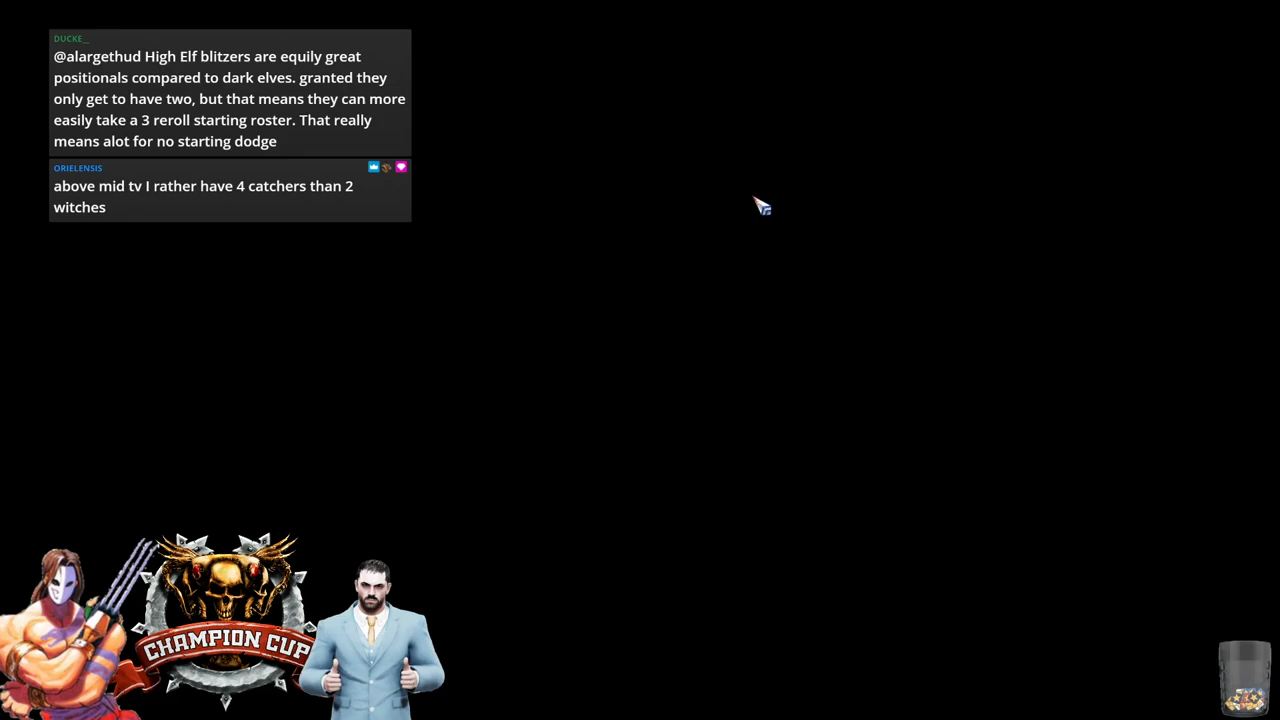 DUCKE__
@alargethud High Elf blitzers are equily great
positionals compared to dark elves. granted they
only get to have two, but that means they can more
easily take a 3 reroll starting roster. That really
means alot for no starting dodge
ORIELENSIS
above mid tv I rather have 4 catchers than 2
witches
CHAMPION CUP